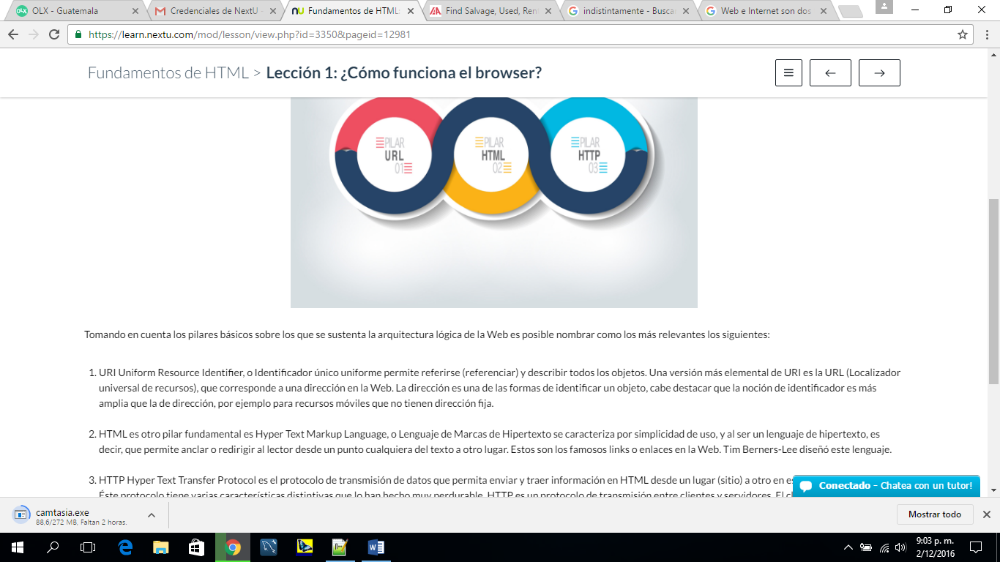 OLX - Guatemala
Credenciales de NextU -
Fundamentos de HTML:
Find Salvage, Used, Ren
indistintamente - Busca
Web e Internet son dos
https://learn.nextu.com/mod/lesson/view.php?id=3350&pageid=12981
Fundamentos de HTML > Lección 1: ¿Cómo funciona el browser?
PILAR
URL
01
PILAR
HTML
02
PILAR
HTTP
03
Tomando en cuenta los pilares básicos sobre los que se sustenta la arquitectura lógica de la Web es posible nombrar como los más relevantes los siguientes:
1. URI Uniform Resource Identifier, o Identificador único uniforme permite referirse (referenciar) y describir todos los objetos. Una versión más elemental de URI es la URL (Localizador
universal de recursos), que corresponde a una dirección en la Web. La dirección es una de las formas de identificar un objeto, cabe destacar que la noción de identificador es más
amplia que la de dirección, por ejemplo para recursos móviles que no tienen dirección fija.
2. HTML es otro pilar fundamental es Hyper Text Markup Language, o Lenguaje de Marcas de Hipertexto se caracteriza por simplicidad de uso, y al ser un lenguaje de hipertexto, es
decir, que permite anclar o redirigir al lector desde un punto cualquiera del texto a otro lugar. Estos son los famosos links o enlaces en la Web. Tim Berners-Lee diseñó este lenguaje.
3. HTTP Hyper Text Transfer Protocol es el protocolo de transmisión de datos que permita enviar y traer información en HTML desde un lugar (sitio) a otro en
Éste protocolo tiene varias características distintivas que lo han hecho muy perdurable. HTTP es un protocolo de transmisión entre clientes y servidores. El
Conectado - Chatea con un tutor!
camtasia.exe
88,6/272 MB, Faltan 2 horas.
Mostrar todo
9:03 p. m.
2/12/2016